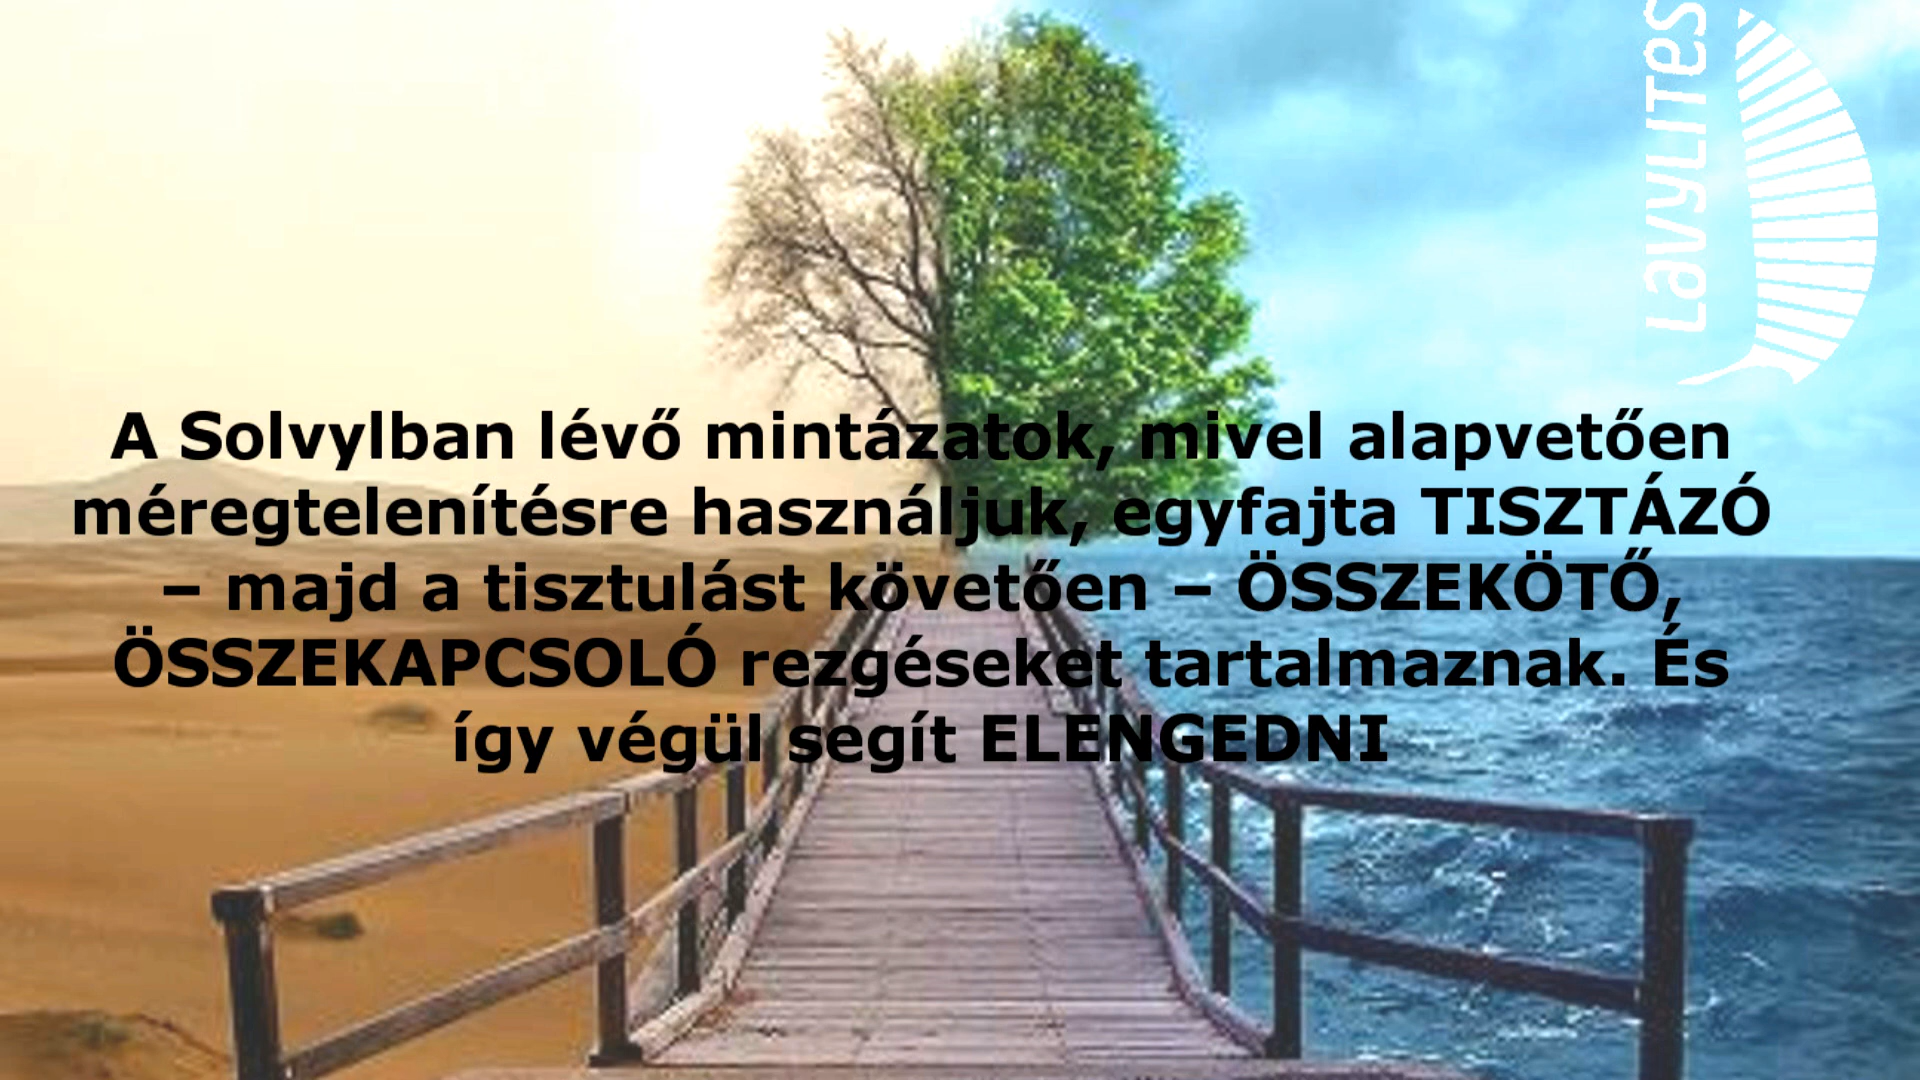 LavyLites
A Solvylban lévő mintázatok, mivel alapvetően
méregtelenítésre használjuk, egyfajta TISZTÁZÓ
– majd a tisztulást követően – ÖSSZEKÖTŐ,
ÖSSZEKAPCSOLÓ rezgéseket tartalmaznak. És
így végül segít ELENGEDNI